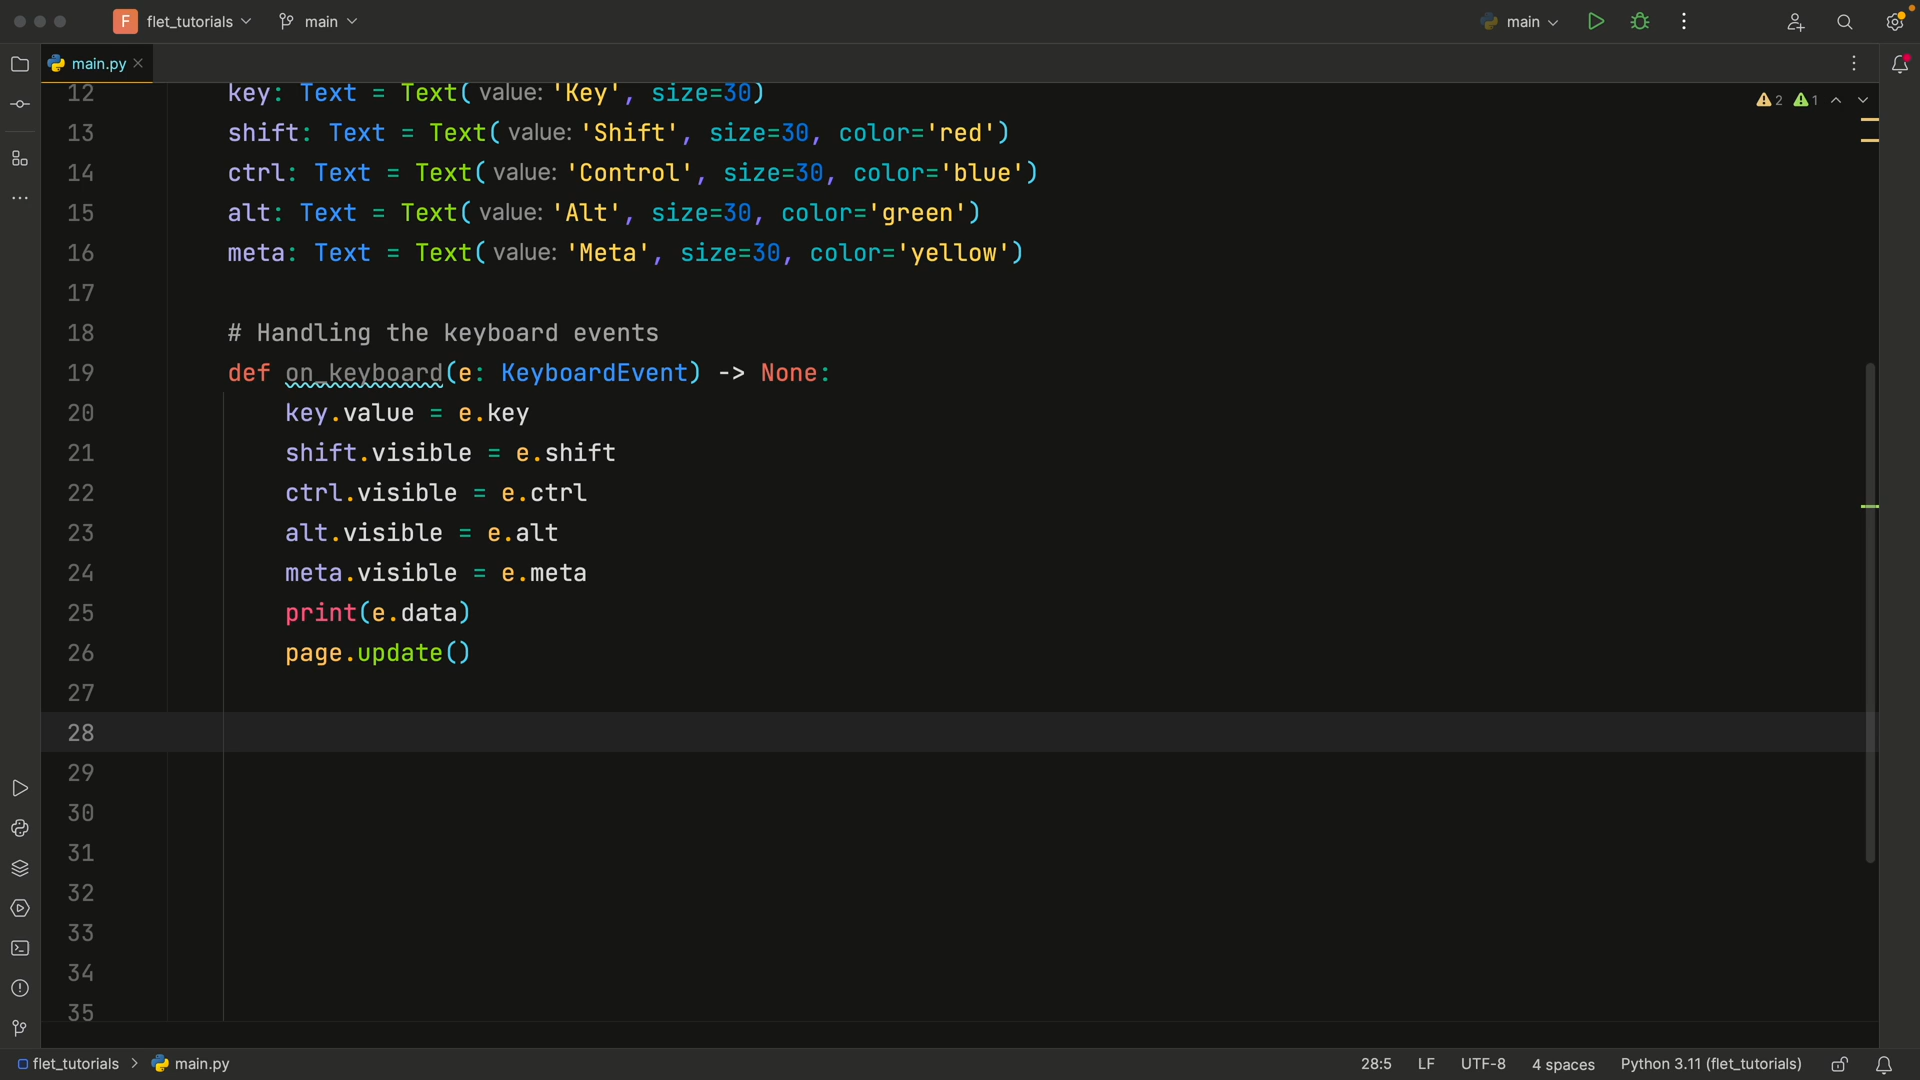 F flet_tutorials main main
main.py
2 1
12 key: Text = Text( value: 'Key', size=30)
13 shift: Text = Text( value: 'Shift', size=30, color='red')
14 ctrl: Text = Text( value: 'Control', size=30, color='blue')
15 alt: Text = Text( value: 'Alt', size=30, color='green')
16 meta: Text = Text( value: 'Meta', size=30, color='yellow')
17
18 # Handling the keyboard events
19 def on_keyboard(e: KeyboardEvent) -> None:
20 key.value = e.key
21 shift.visible = e.shift
22 ctrl.visible = e.ctrl
23 alt.visible = e.alt
24 meta.visible = e.meta
25 print(e.data)
26 page.update()
27
28
29
30
31
32
33
34
35
flet_tutorials > main.py 28:5 LF UTF-8 4 spaces Python 3.11 (flet_tutorials)